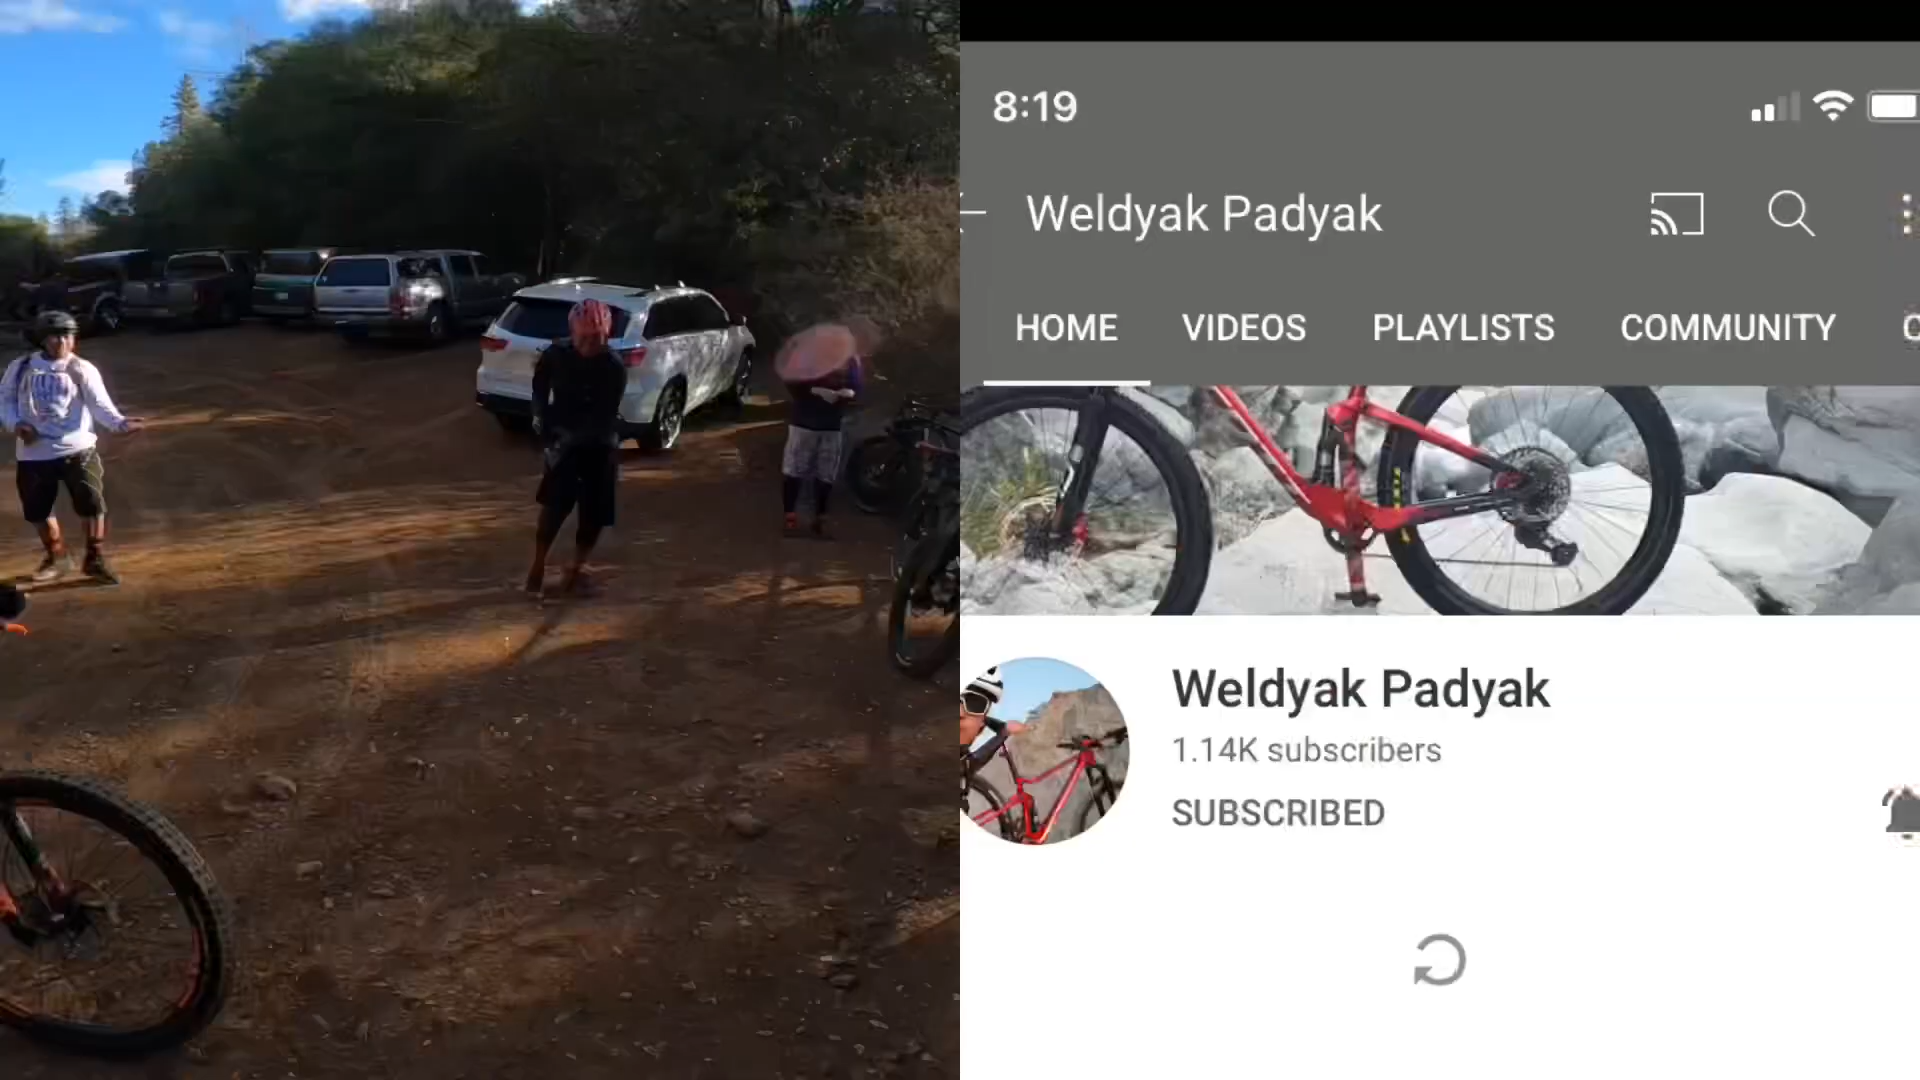 8:19
Weldyak Padyak
HOME VIDEOS PLAYLISTS COMMUNITY
Weldyak Padyak
1.14K subscribers
SUBSCRIBED